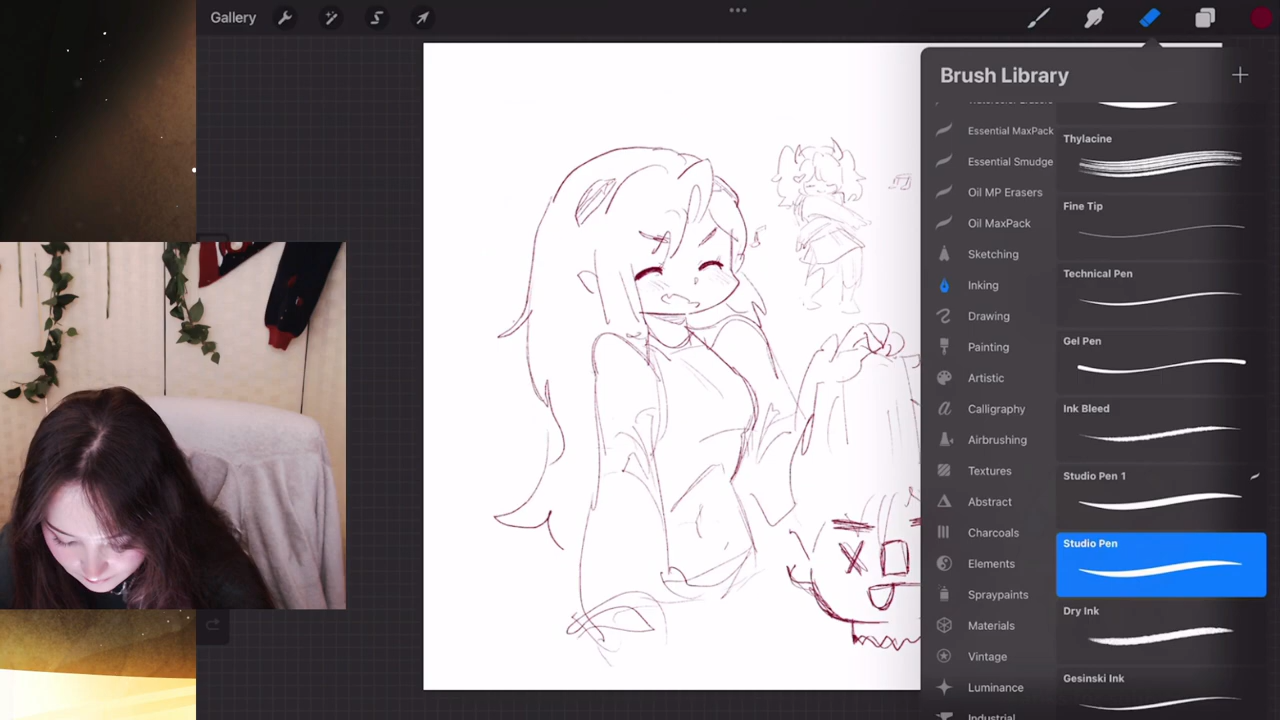 Gallery
Brush Library
Essential MaxPack
Essential Smudge
Oil MP Erasers
Oil MaxPack
Sketching
Inking
Drawing
Painting
Artistic
Calligraphy
Airbrushing
Textures
Abstract
Charcoals
Elements
Spraypaints
Materials
Vintage
Luminance
Industrial
Thylacine
Fine Tip
Technical Pen
Gel Pen
Ink Bleed
Studio Pen 1
Studio Pen
Dry Ink
Gesinski Ink